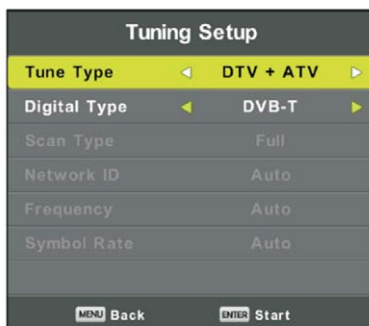 Tuning Setup
Tune Type DTV + ATV
Digital Type DVB-T
Scan Type Full
Network ID Auto
Frequency Auto
Symbol Rate Auto
MENU Back ENTER Start